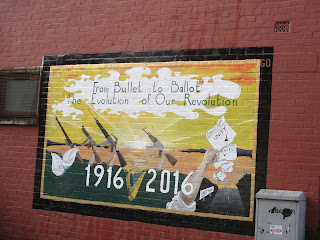 From Bullet to Ballot:
The Evolution of Our Revolution
1916 2016